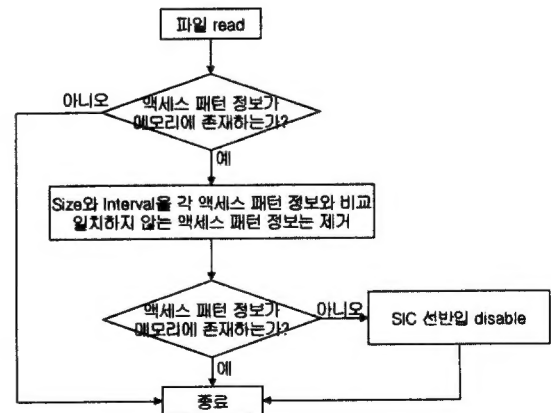 파일 read
액세스 패턴 정보가
메모리에 존재하는가?
아니오
예
Size와 Interval을 각 액세스 패턴 정보와 비교
일치하지 않는 액세스 패턴 정보는 제거
액세스 패턴 정보가
메모리에 존재하는가?
아니오
SIC 선반입 disable
예
종료